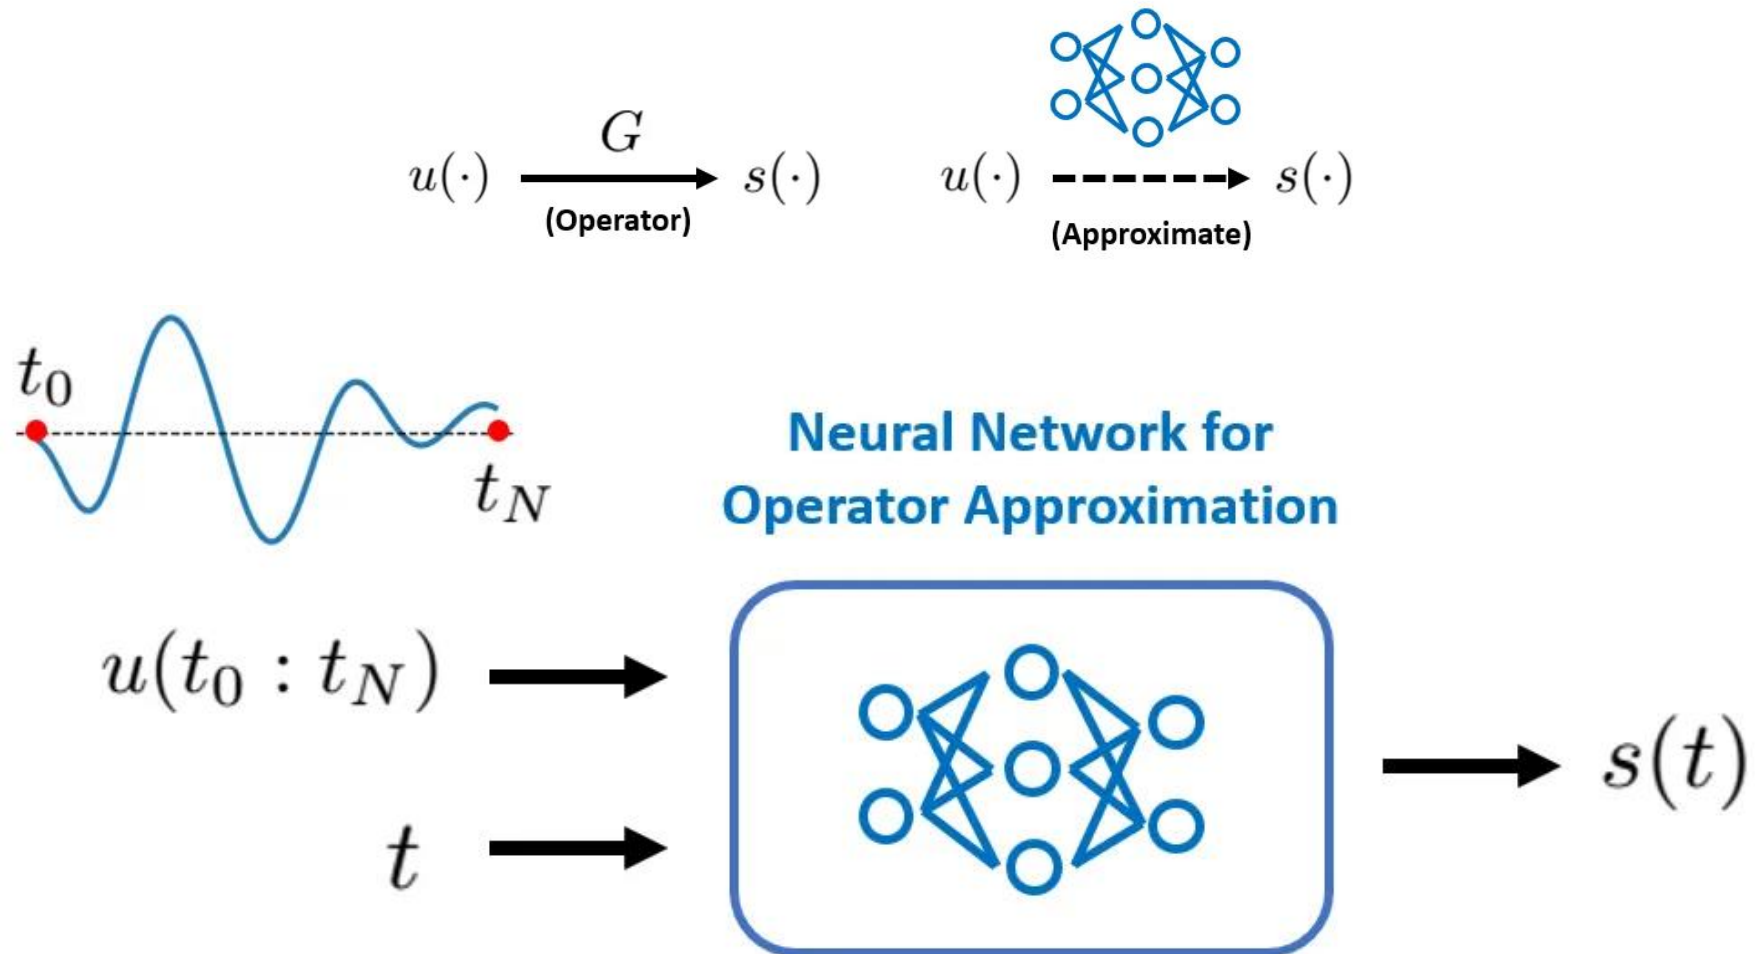 G
u(·) s(·) u(·) s(·)
(Operator) (Approximate)
t₀
t_N
Neural Network for
Operator Approximation
u(t₀ : t_N)
s(t)
t